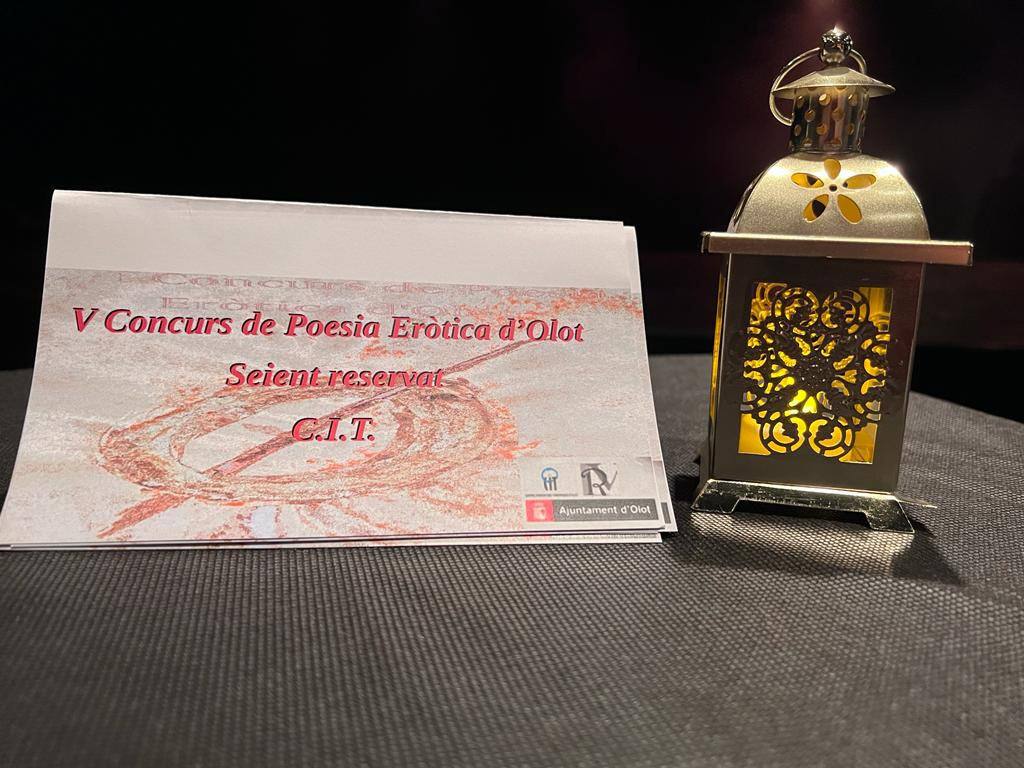 V Concurs de Poesia Eròtica d'Olot
Seient reservat
C.I.T.
Ajuntament d'Olot